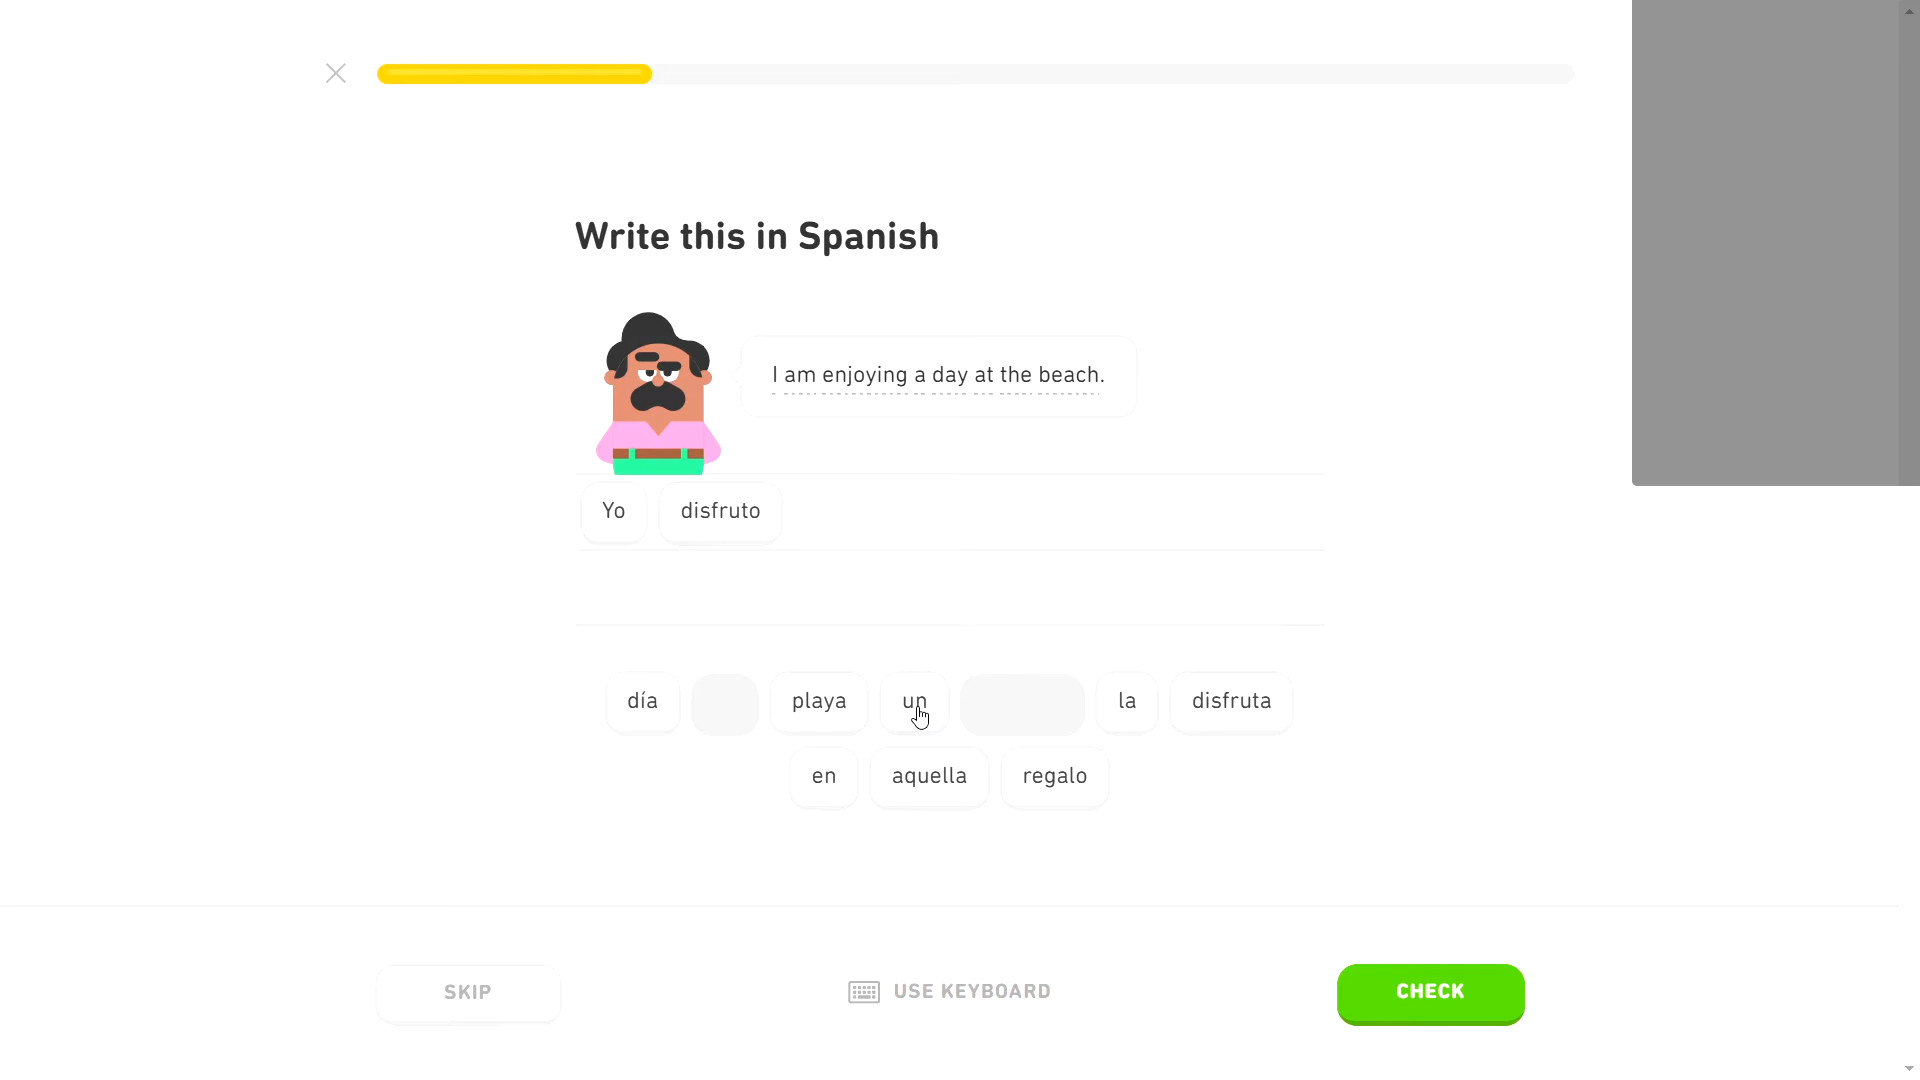 Write this in Spanish
I am enjoying a day at the beach.
Yo disfruto
día playa un la disfruta
en aquella regalo
SKIP USE KEYBOARD CHECK